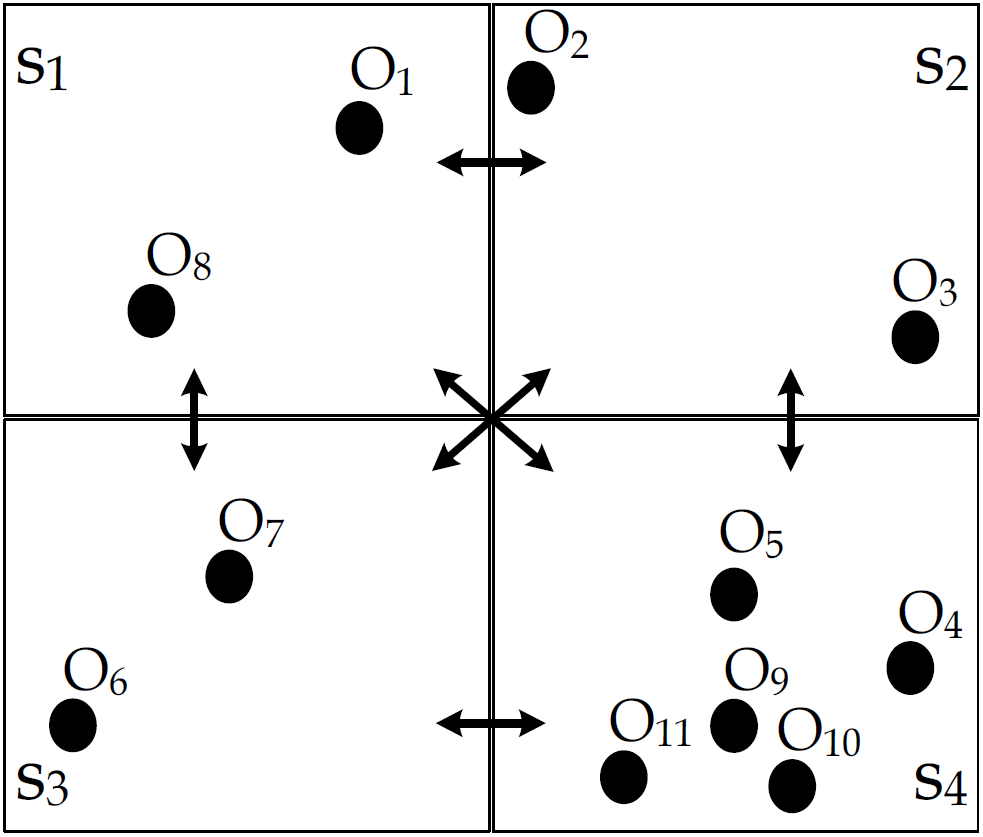 S₁
O₁
O₂
S₂
O₈
O₃
O₇
O₅
O₄
O₆
O₉
O₁₁
O₁₀
S₃
S₄